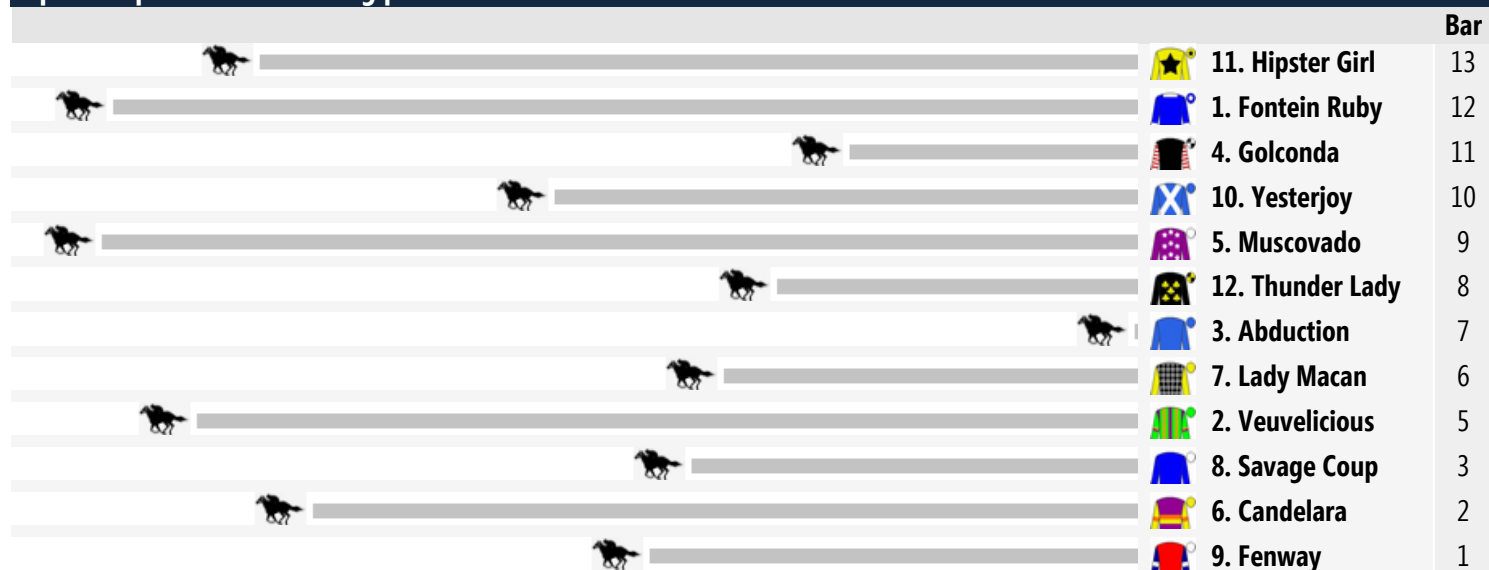 Bar
11. Hipster Girl 13
1. Fontein Ruby 12
4. Golconda 11
10. Yesterjoy 10
5. Muscovado 9
12. Thunder Lady 8
3. Abduction 7
7. Lady Macan 6
2. Veuvelicious 5
8. Savage Coup 3
6. Candelara 2
9. Fenway 1